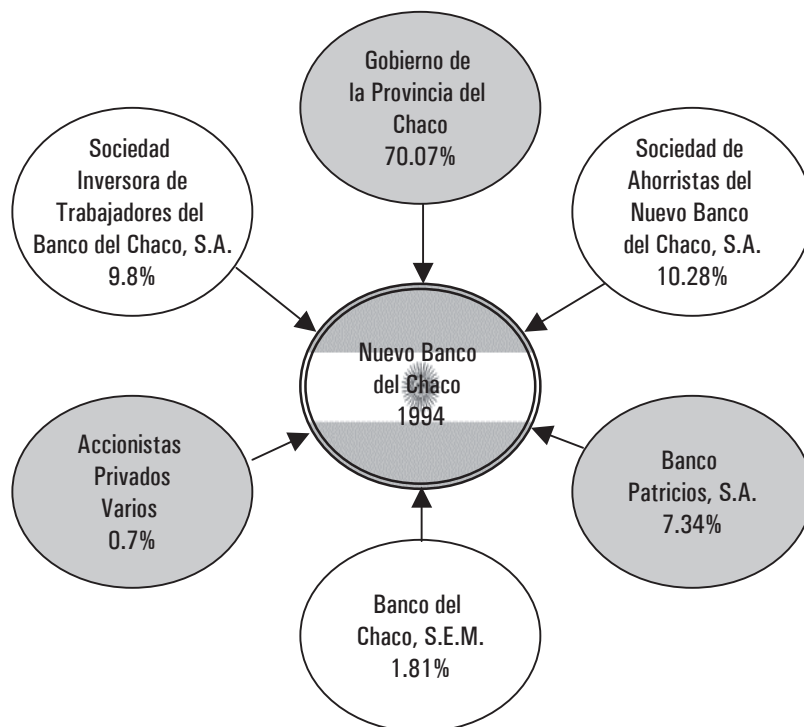 Gobierno de
la Provincia del
Chaco
70.07%
Sociedad
Inversora de
Trabajadores del
Banco del Chaco, S.A.
9.8%
Sociedad de
Ahorristas del
Nuevo Banco
del Chaco, S.A.
10.28%
Nuevo Banco
del Chaco
1994
Accionistas
Privados
Varios
0.7%
Banco
Patricios, S.A.
7.34%
Banco del
Chaco, S.E.M.
1.81%